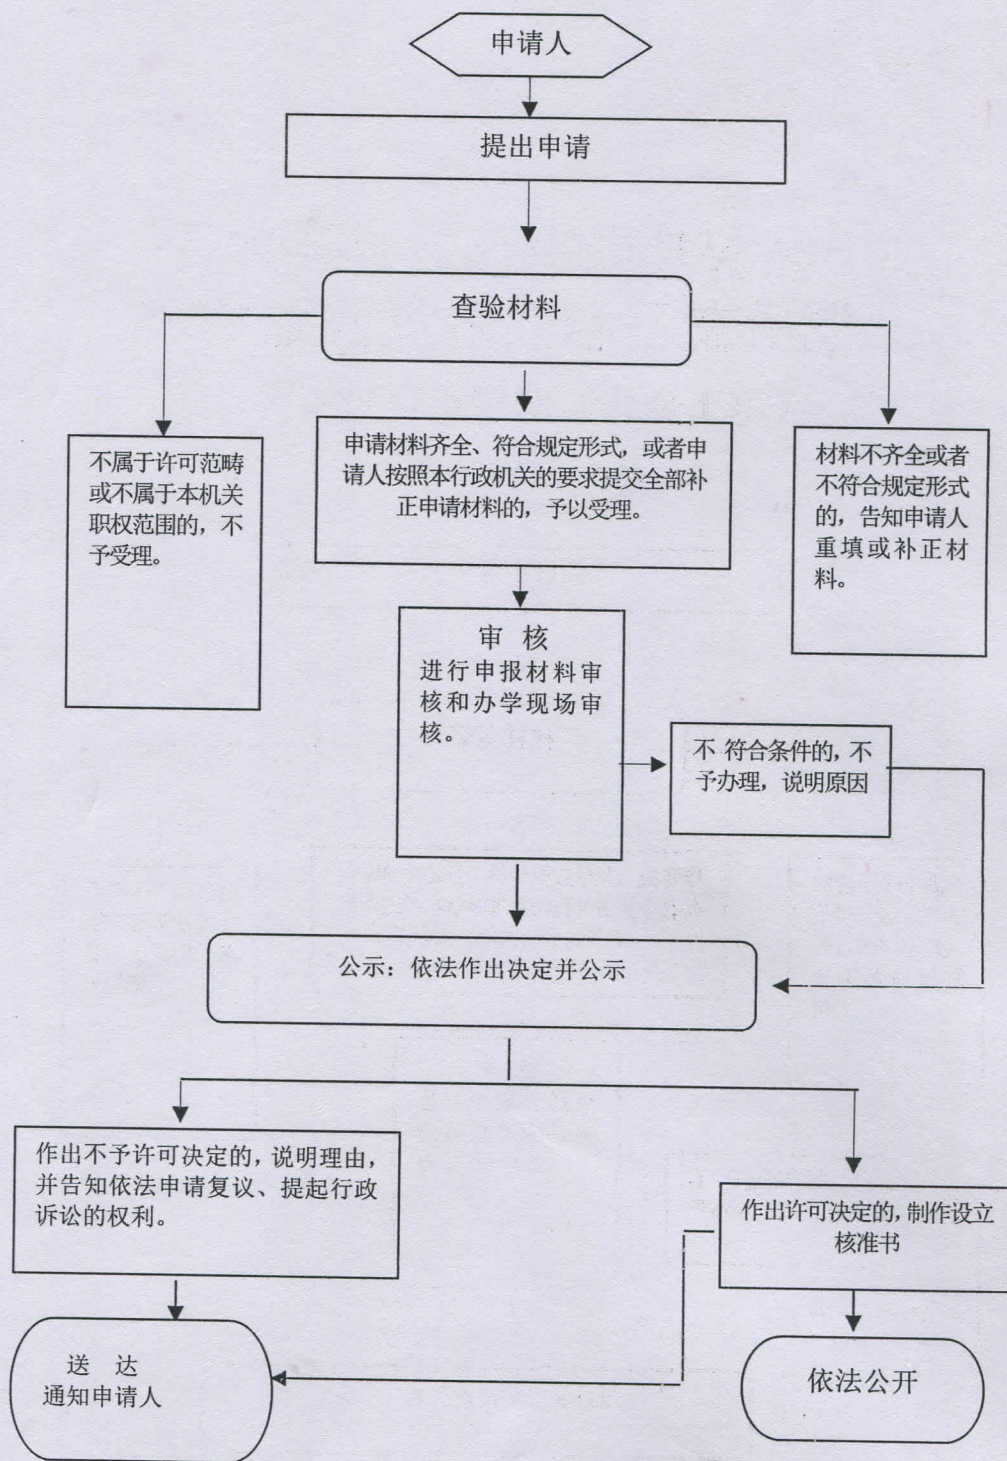 申请人
提出申请
查验材料
不属于许可范畴
或不属于本机关
职权范围的，不
予受理。
申请材料齐全、符合规定形式，或者申
请人按照本行政机关的要求提交全部补
正申请材料的，予以受理。
材料不齐全或者
不符合规定形式
的，告知申请人
重填或补正材
料。
审 核
进行申报材料审
核和办学现场审
核。
不 符合条件的，不
予办理，说明原因
公示：依法作出决定并公示
作出不予许可决定的，说明理由，
并告知依法申请复议、提起行政
诉讼的权利。
作出许可决定的，制作设立
核准书
送 达
通知申请人
依法公开